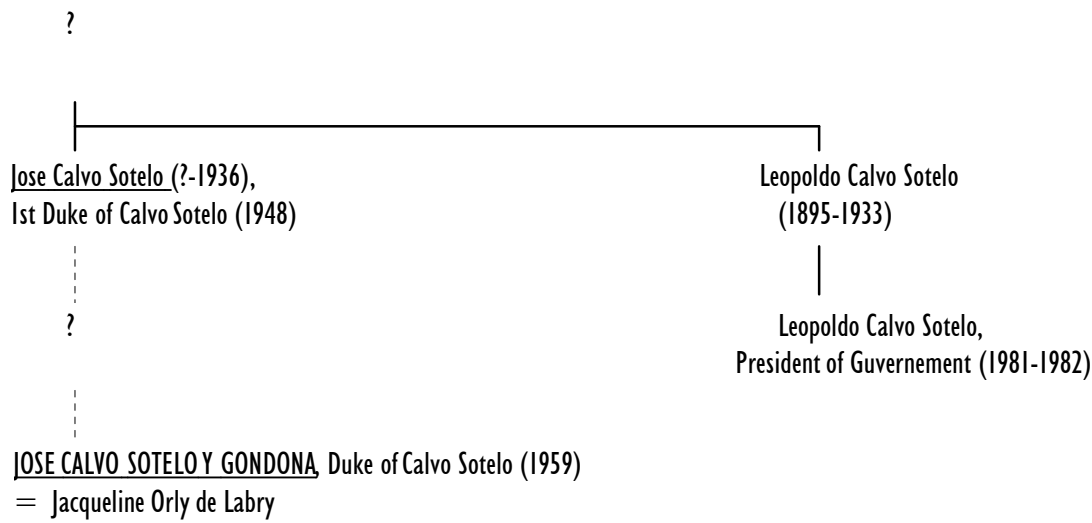 ?
Jose Calvo Sotelo (?-1936),
1st Duke of Calvo Sotelo (1948)
Leopoldo Calvo Sotelo
(1895-1933)
?
Leopoldo Calvo Sotelo,
President of Guvernement (1981-1982)
JOSE CALVO SOTELO Y GONDONA, Duke of Calvo Sotelo (1959)
= Jacqueline Orly de Labry